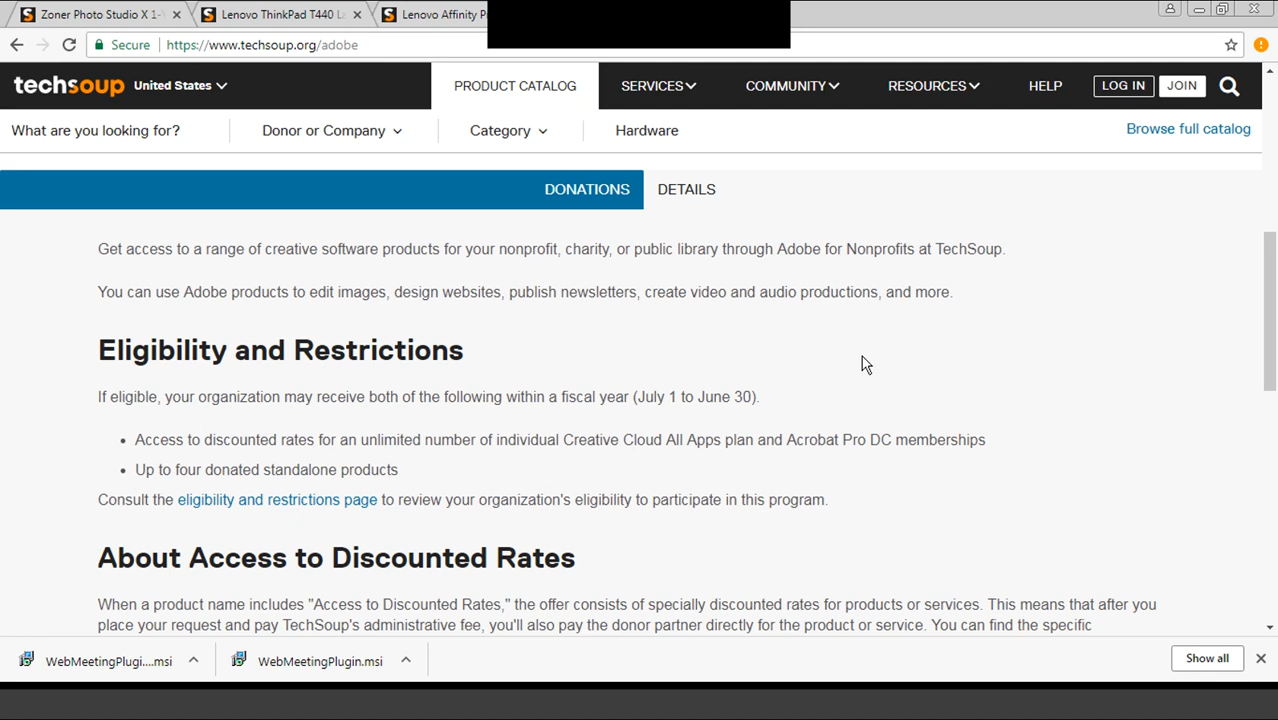 Zoner Photo Studio X 1-Y
Lenovo ThinkPad T440 La
Lenovo Affinity P
Secure https://www.techsoup.org/adobe
techsoup United States PRODUCT CATALOG SERVICES COMMUNITY RESOURCES HELP LOG IN JOIN
What are you looking for? Donor or Company Category Hardware Browse full catalog
DONATIONS DETAILS
Get access to a range of creative software products for your nonprofit, charity, or public library through Adobe for Nonprofits at TechSoup.
You can use Adobe products to edit images, design websites, publish newsletters, create video and audio productions, and more.
Eligibility and Restrictions
If eligible, your organization may receive both of the following within a fiscal year (July 1 to June 30).
• Access to discounted rates for an unlimited number of individual Creative Cloud All Apps plan and Acrobat Pro DC memberships
• Up to four donated standalone products
Consult the eligibility and restrictions page to review your organization's eligibility to participate in this program.
About Access to Discounted Rates
When a product name includes "Access to Discounted Rates," the offer consists of specially discounted rates for products or services. This means that after you
place your request and pay TechSoup's administrative fee, you'll also pay the donor partner directly for the product or service. You can find the specific
WebMeetingPlugi....msi WebMeetingPlugin.msi Show all